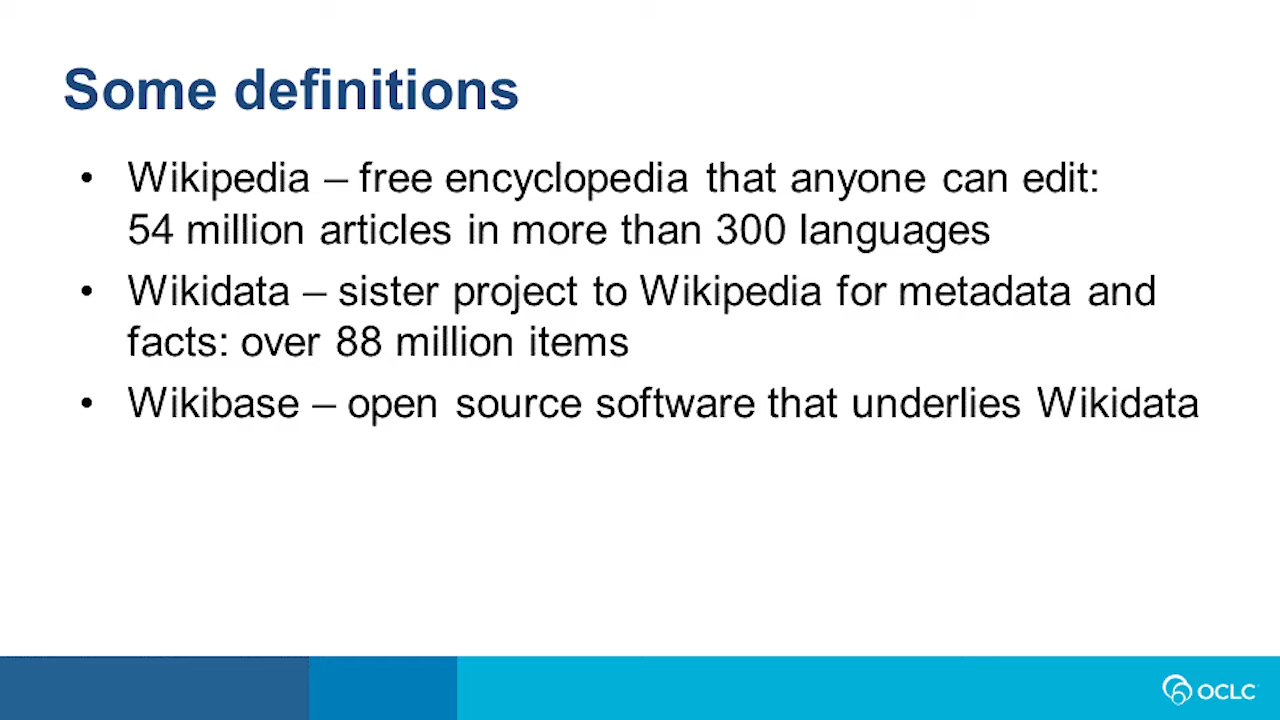 Some definitions
• Wikipedia – free encyclopedia that anyone can edit:
54 million articles in more than 300 languages
• Wikidata – sister project to Wikipedia for metadata and
facts: over 88 million items
• Wikibase – open source software that underlies Wikidata
OCLC